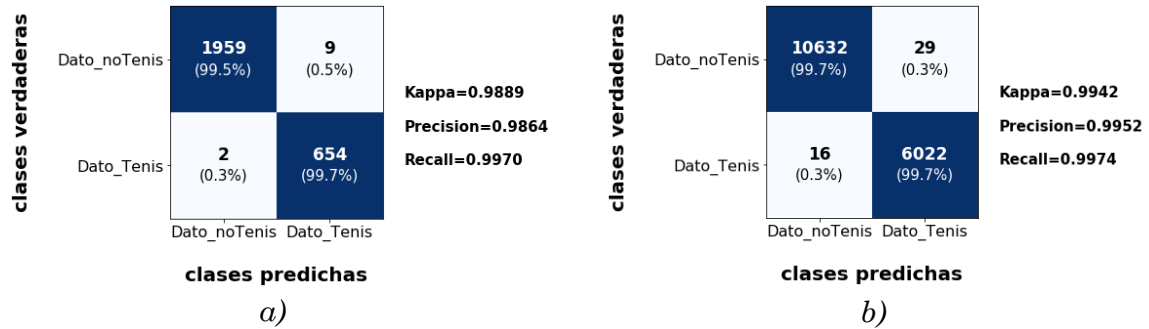 clases verdaderas
Dato_noTenis
1959
(99.5%)
9
(0.5%)
Dato_Tenis
2
(0.3%)
654
(99.7%)
Dato_noTenis
Dato_Tenis
clases predichas
Kappa=0.9889
Precision=0.9864
Recall=0.9970
a)
clases verdaderas
Dato_noTenis
10632
(99.7%)
29
(0.3%)
Dato_Tenis
16
(0.3%)
6022
(99.7%)
Dato_noTenis
Dato_Tenis
clases predichas
Kappa=0.9942
Precision=0.9952
Recall=0.9974
b)